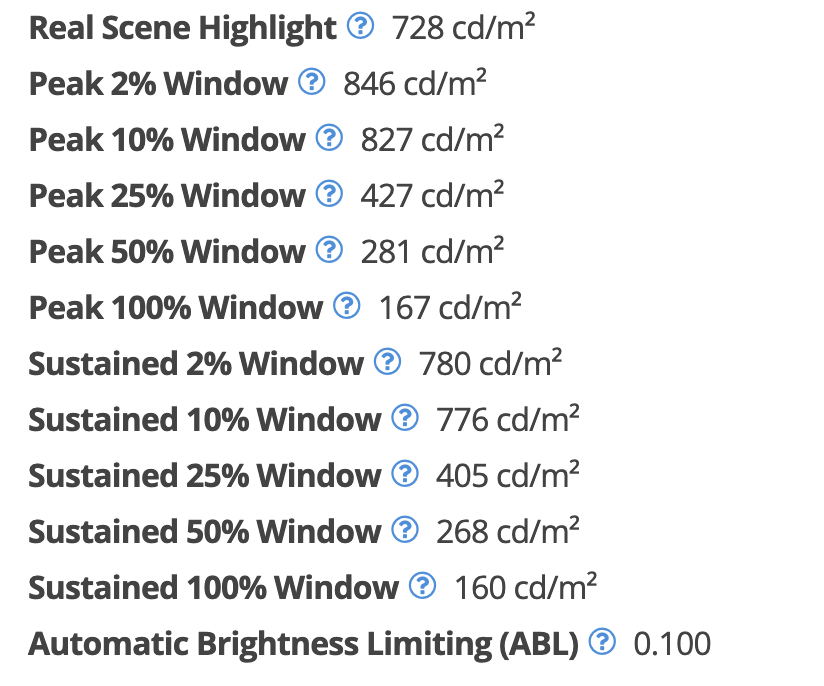 Real Scene Highlight ? 728 cd/m²
Peak 2% Window ? 846 cd/m²
Peak 10% Window ? 827 cd/m²
Peak 25% Window ? 427 cd/m²
Peak 50% Window ? 281 cd/m²
Peak 100% Window ? 167 cd/m²
Sustained 2% Window ? 780 cd/m²
Sustained 10% Window ? 776 cd/m²
Sustained 25% Window ? 405 cd/m²
Sustained 50% Window ? 268 cd/m²
Sustained 100% Window ? 160 cd/m²
Automatic Brightness Limiting (ABL) ? 0.100